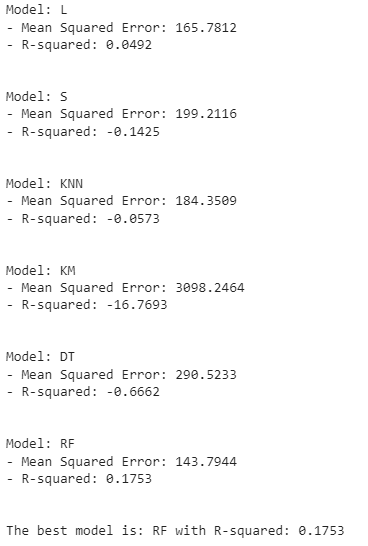 Model: L
- Mean Squared Error: 165.7812
- R-squared: 0.0492
Model: S
- Mean Squared Error: 199.2116
- R-squared: -0.1425
Model: KNN
- Mean Squared Error: 184.3509
- R-squared: -0.0573
Model: KM
- Mean Squared Error: 3098.2464
- R-squared: -16.7693
Model: DT
- Mean Squared Error: 290.5233
- R-squared: -0.6662
Model: RF
- Mean Squared Error: 143.7944
- R-squared: 0.1753
The best model is: RF with R-squared: 0.1753